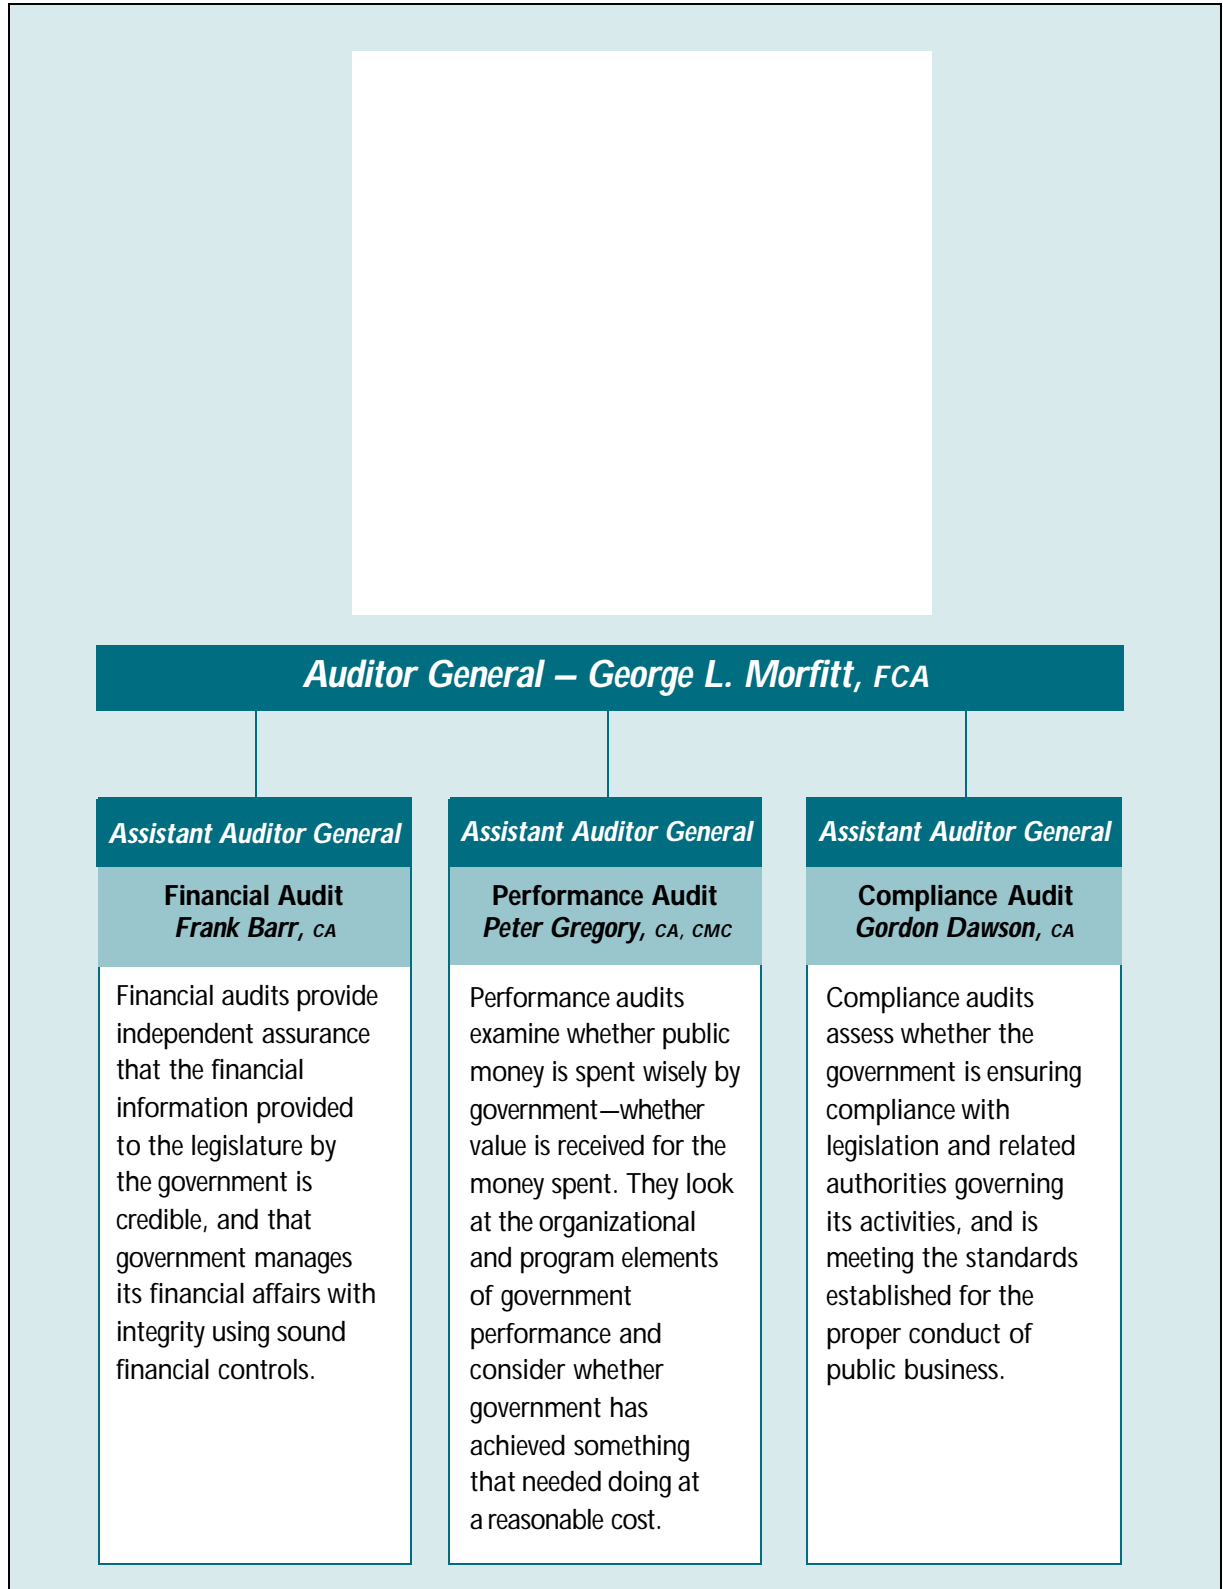 Auditor General – George L. Morfitt, FCA
Assistant Auditor General
Financial Audit
Frank Barr, CA
Financial audits provide
independent assurance
that the financial
information provided
to the legislature by
the government is
credible, and that
government manages
its financial affairs with
integrity using sound
financial controls.
Assistant Auditor General
Performance Audit
Peter Gregory, CA, CMC
Performance audits
examine whether public
money is spent wisely by
government—whether
value is received for the
money spent. They look
at the organizational
and program elements
of government
performance and
consider whether
government has
achieved something
that needed doing at
a reasonable cost.
Assistant Auditor General
Compliance Audit
Gordon Dawson, CA
Compliance audits
assess whether the
government is ensuring
compliance with
legislation and related
authorities governing
its activities, and is
meeting the standards
established for the
proper conduct of
public business.